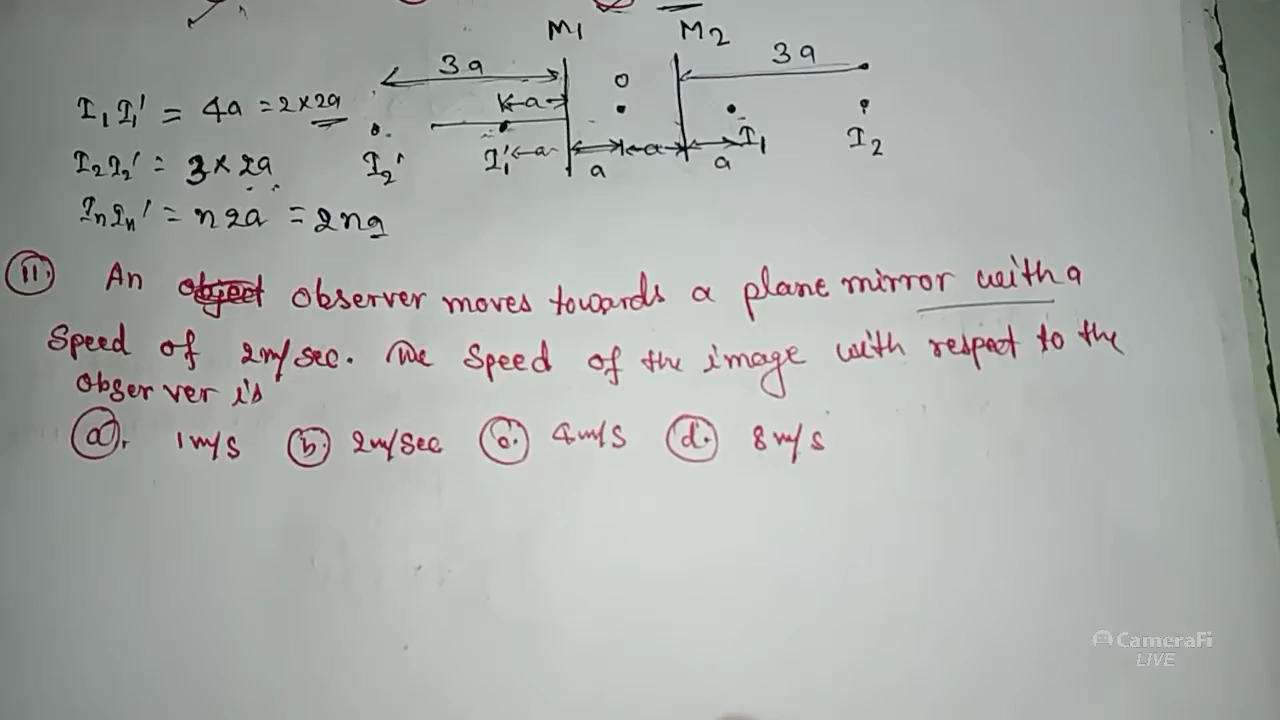 M1 M2
3a 3a
O
I₁I₁' = 4a = 2×2a
a
I₁' a a a I₁
a
I₂I₂' = 3×2a I₂' I₂
InIn' = n2a = 2na
11. An observer moves towards a plane mirror with a
Speed of 2m/sec. The Speed of the image with respect to the
observer is
a. 1m/s b 2m/sec c. 4m/s d. 8m/s
CameraFi
LIVE